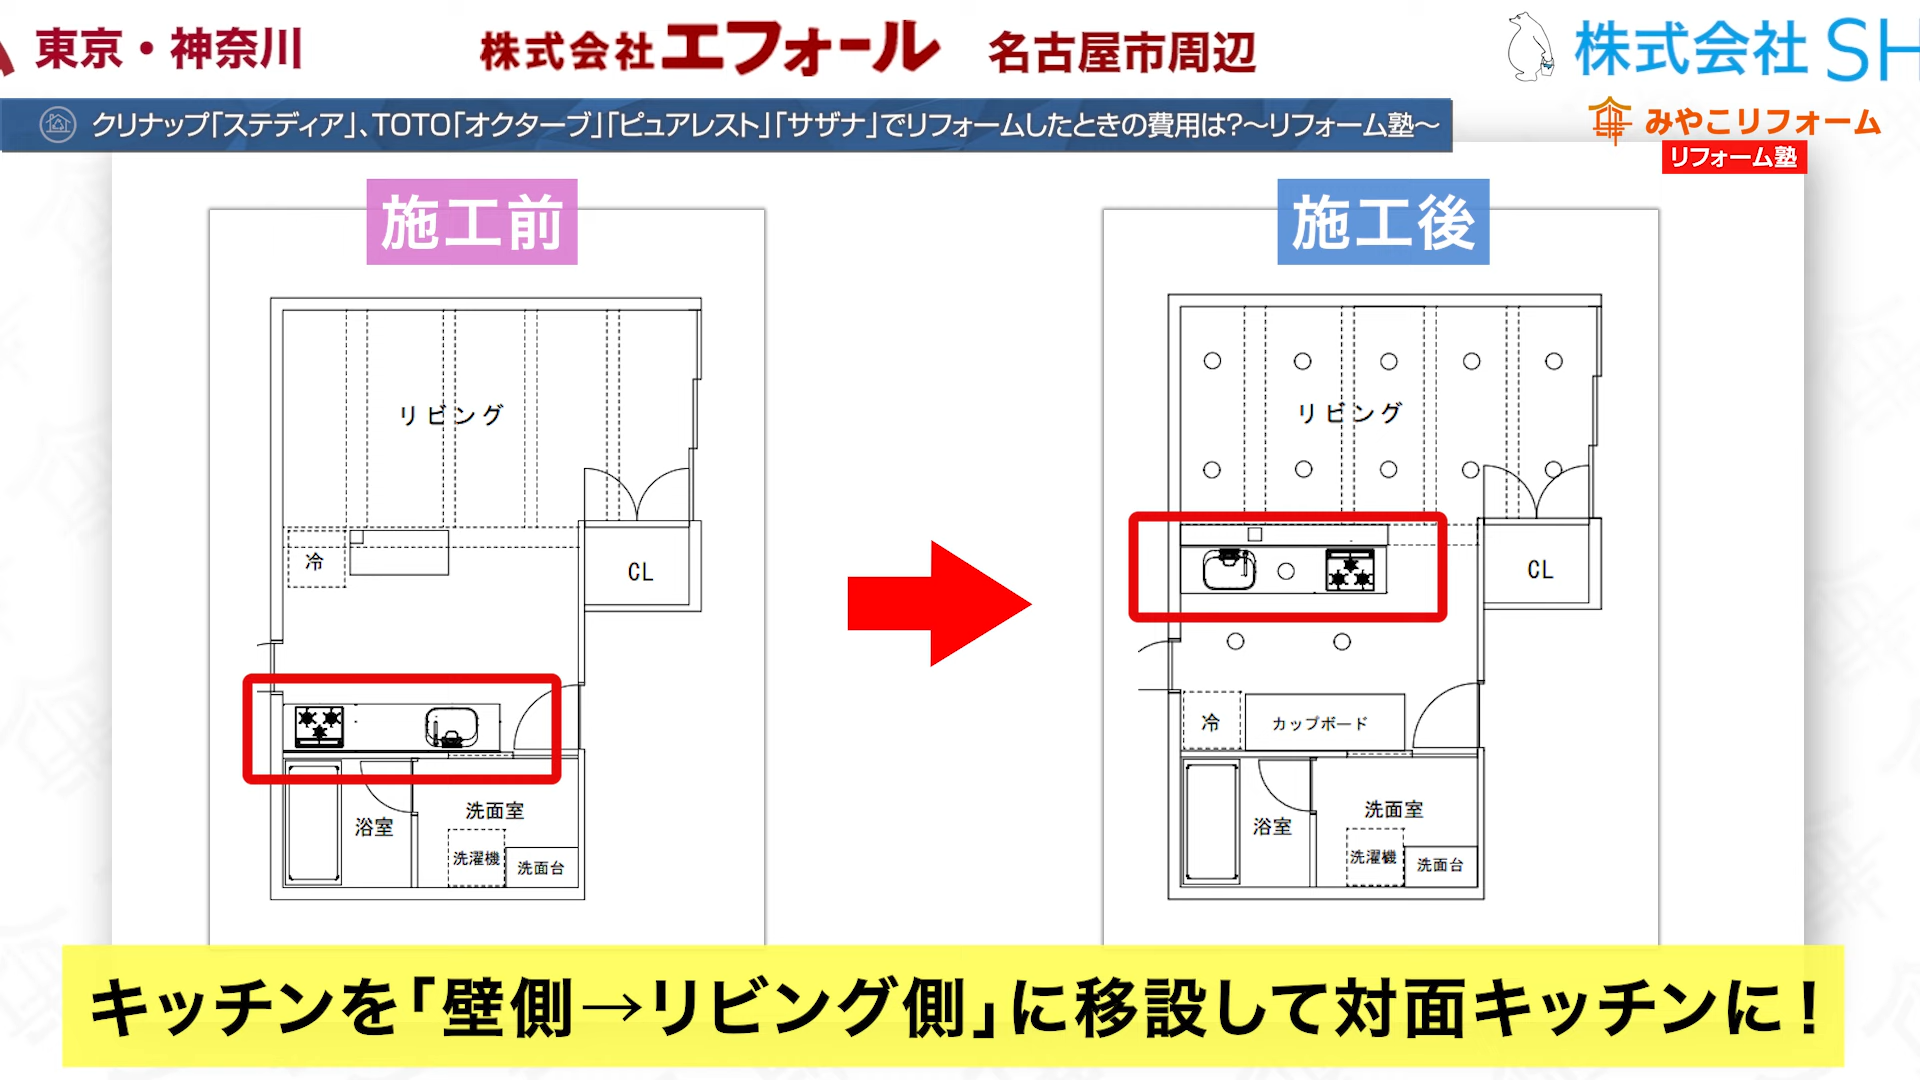 東京・神奈川
株式会社エフォール 名古屋市周辺
株式会社 SH
クリナップ「ステディア」、TOTO「オクターブ」「ピュアレスト」「サザナ」でリフォームしたときの費用は?～リフォーム塾～
みやこリフォーム
リフォーム塾
施工前
リビング
冷
CL
浴室
洗面室
洗濯機
洗面台
施工後
リビング
CL
冷
カップボード
浴室
洗面室
洗濯機
洗面台
キッチンを「壁側→リビング側」に移設して対面キッチンに!